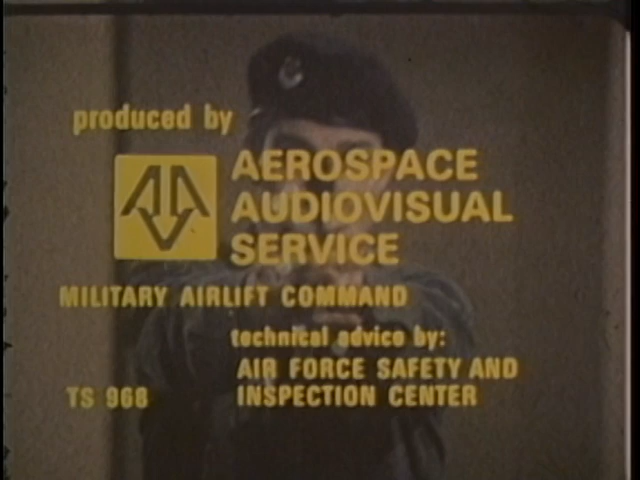 produced by
AEROSPACE
AUDIOVISUAL
SERVICE
MILITARY AIRLIFT COMMAND
technical advice by:
AIR FORCE SAFETY AND
INSPECTION CENTER
TS 968